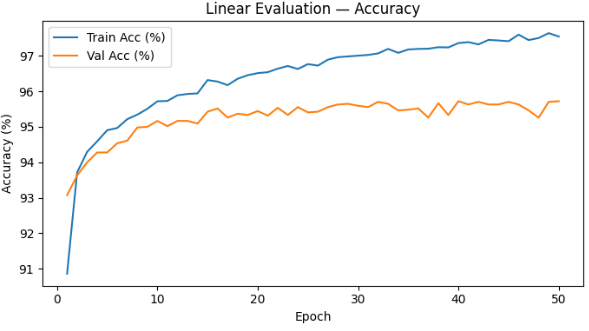 Linear Evaluation — Accuracy
Train Acc (%)
Val Acc (%)
Accuracy (%)
97
96
95
94
93
92
91
0
10
20
30
40
50
Epoch